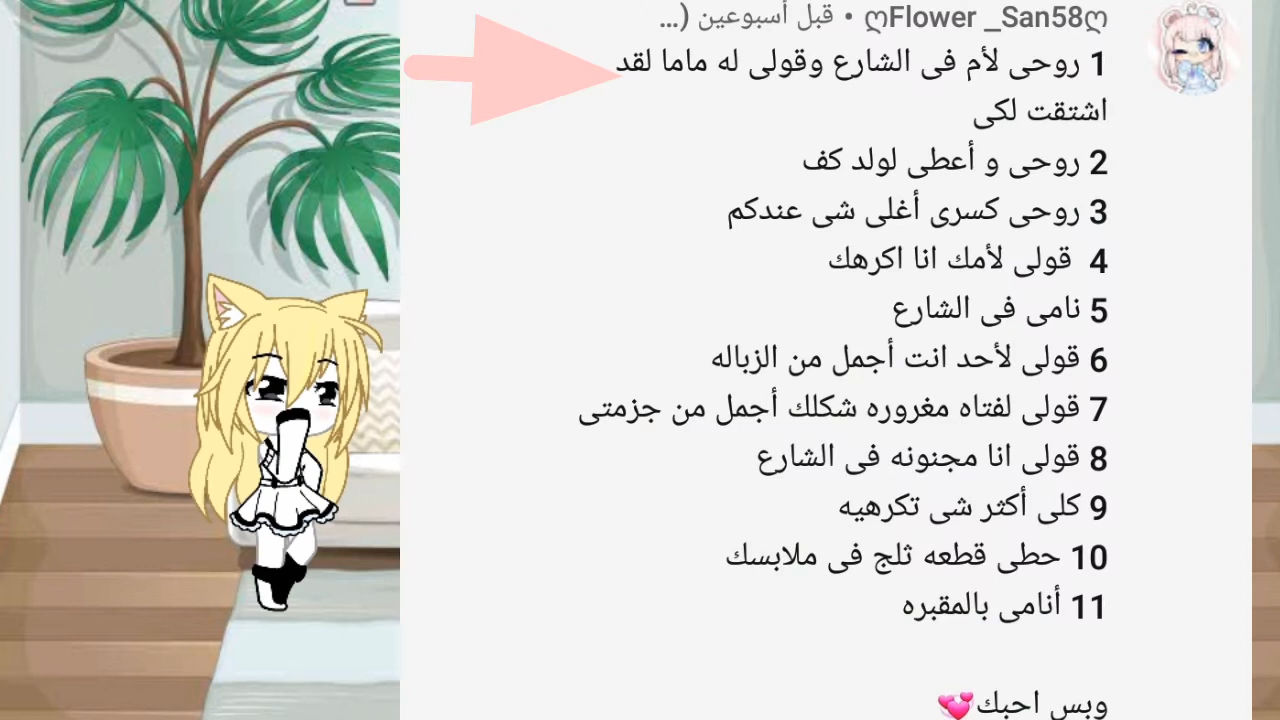 ღFlower _San58ღ • قبل أسبوعين (...
1 روحى لأم فى الشارع وقولى له ماما لقد
اشتقت لكى
2 روحى و أعطى لولد كف
3 روحى كسرى أغلى شى عندكم
4 قولى لأمك انا اكرهك
5 نامى فى الشارع
6 قولى لأحد انت أجمل من الزباله
7 قولى لفتاه مغروره شكلك أجمل من جزمتى
8 قولى انا مجنونه فى الشارع
9 كلى أكثر شى تكرهيه
10 حطى قطعه ثلج فى ملابسك
11 أنامى بالمقبره
وبس احبك💞